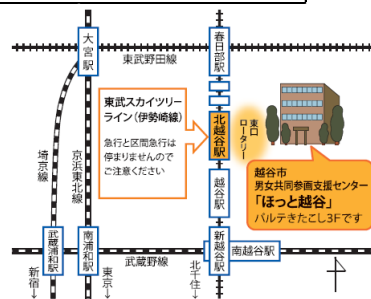 大宮駅
春日部駅
東武野田線
東武スカイツリー
ライン(伊勢崎線)
急行と区間急行は
停まりませんので
ご注意ください
北越谷駅
東口
ロータリー
埼京線
京浜東北線
越谷駅
越谷市
男女共同参画支援センター
「ほっと越谷」
パルテきたこし3Fです
武蔵浦和駅
南浦和駅
武蔵野線
新越谷駅
南越谷駅
新宿→
東京→
北千住→